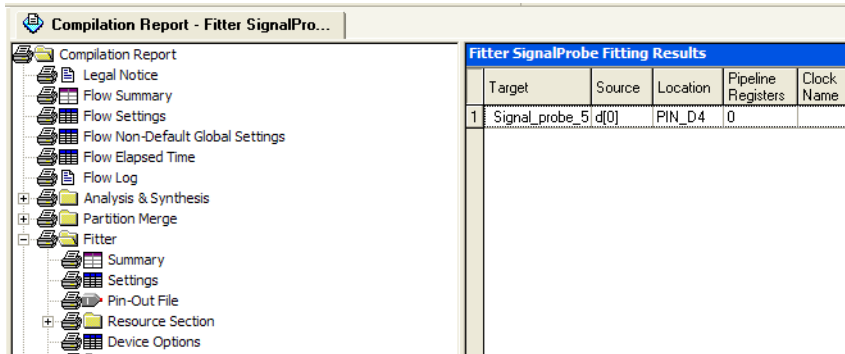 Compilation Report - Fitter SignalPro...
Compilation Report
Legal Notice
Flow Summary
Flow Settings
Flow Non-Default Global Settings
Flow Elapsed Time
Flow Log
Analysis & Synthesis
Partition Merge
Fitter
Summary
Settings
Pin-Out File
Resource Section
Device Options
Fitter SignalProbe Fitting Results
Target Source Location Pipeline Registers Clock Name
1 Signal_probe_5 d[0] PIN_D4 0